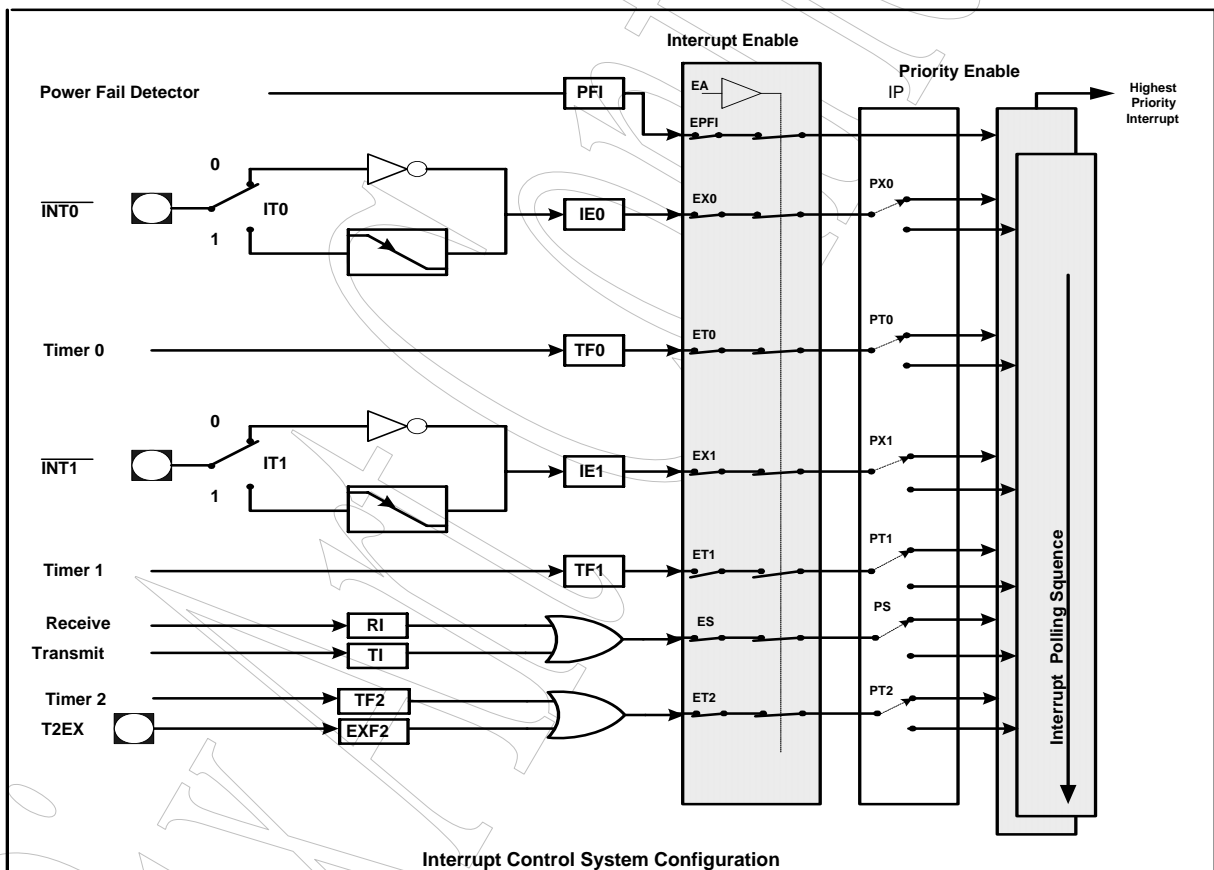 Interrupt Enable
Priority Enable
IP
Highest
Priority
Interrupt
Power Fail Detector
PFI
EA
EPFI
0
INT0
IT0
1
IE0
EX0
PX0
Timer 0
TF0
ET0
PT0
0
INT1
IT1
1
IE1
EX1
PX1
Timer 1
TF1
ET1
PT1
Receive
RI
ES
PS
Transmit
TI
Timer 2
TF2
ET2
PT2
T2EX
EXF2
Interrupt Polling Squence
Interrupt Control System Configuration